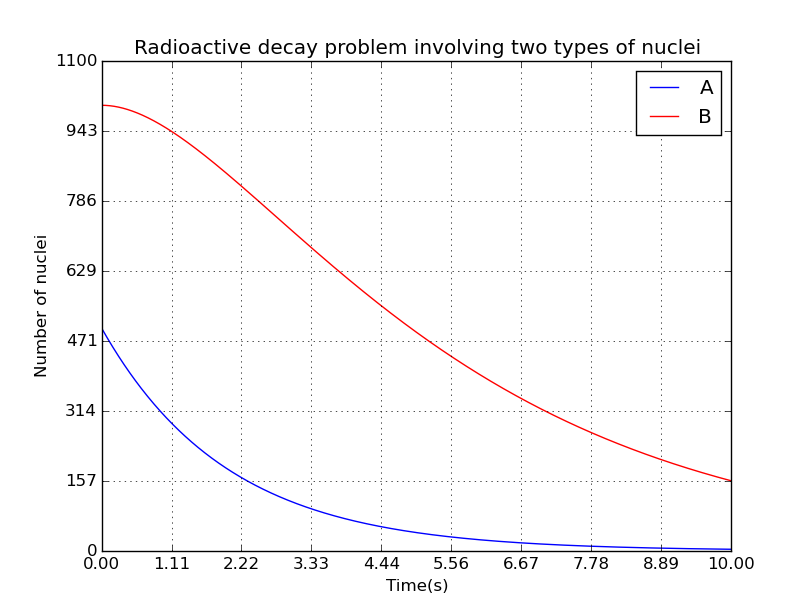 Radioactive decay problem involving two types of nuclei
1100
943
786
629
471
314
157
0
Number of nuclei
A
B
0.00 1.11 2.22 3.33 4.44 5.56 6.67 7.78 8.89 10.00
Time(s)